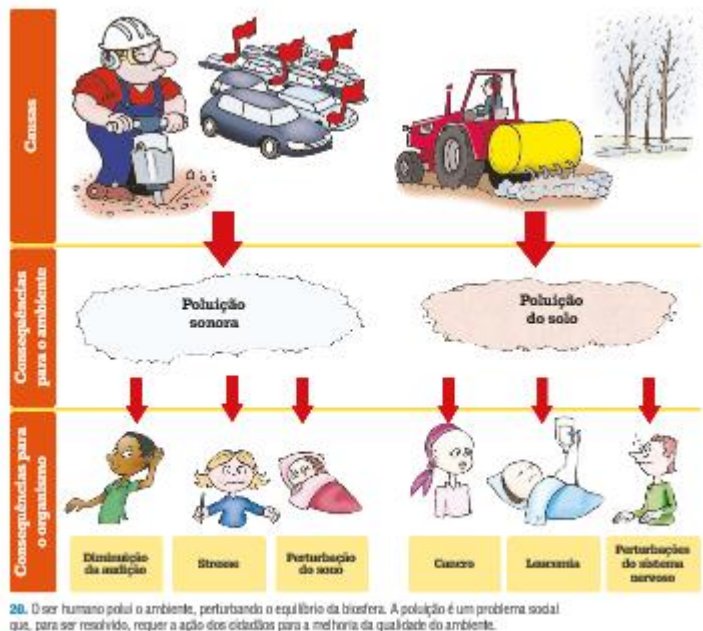 Causas
Consequências
para o ambiente
Poluição
sonora
Poluição
do solo
Consequências para
o organismo
Diminuição
da audição
Stresse
Perturbação
do sono
Cancro
Leucemia
Perturbações
do sistema
nervoso
20. O ser humano polui o ambiente, perturbando o equilíbrio da biosfera. A poluição é um problema social
que, para ser resolvido, requer a ação dos cidadãos para a melhoria da qualidade do ambiente.